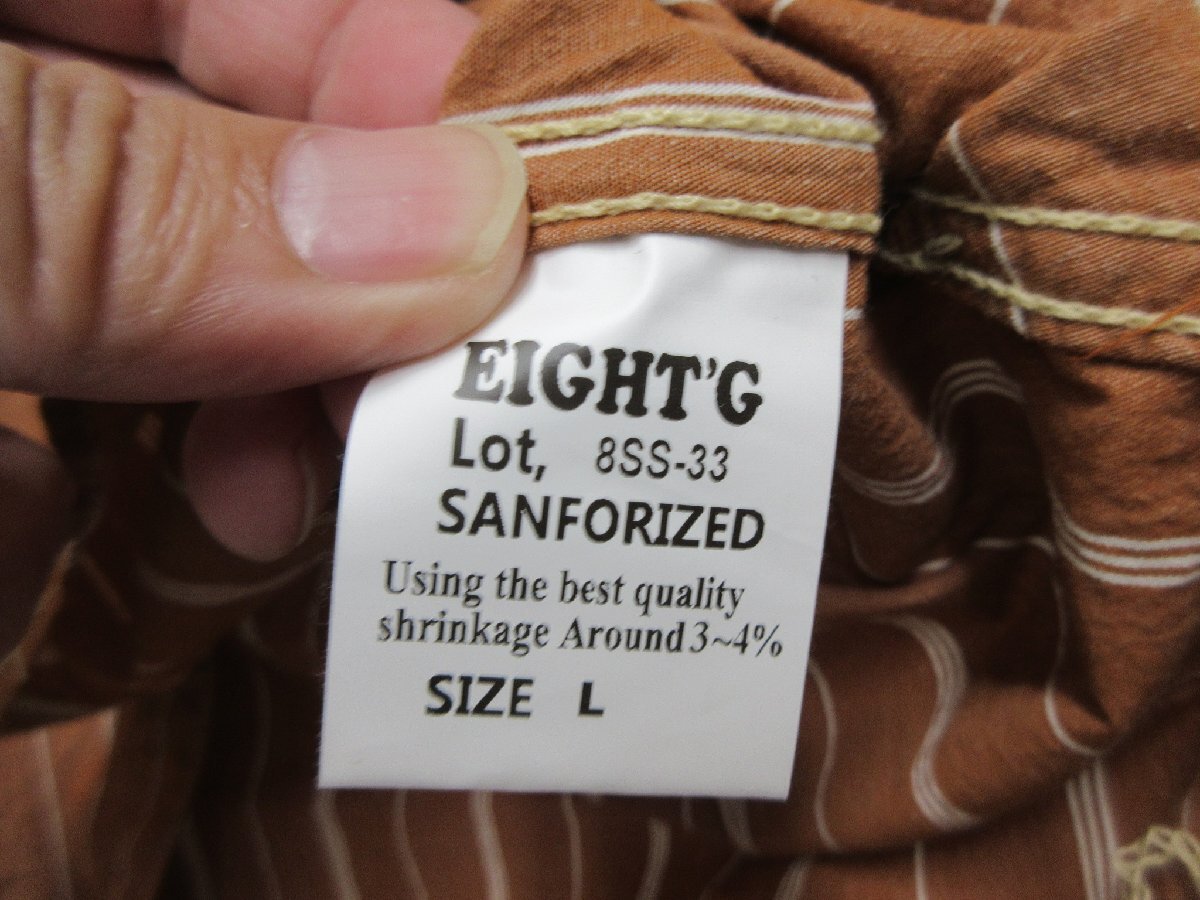 EIGHT'G
Lot, 8SS-33
SANFORIZED
Using the best quality
shrinkage Around 3~4%
SIZE L